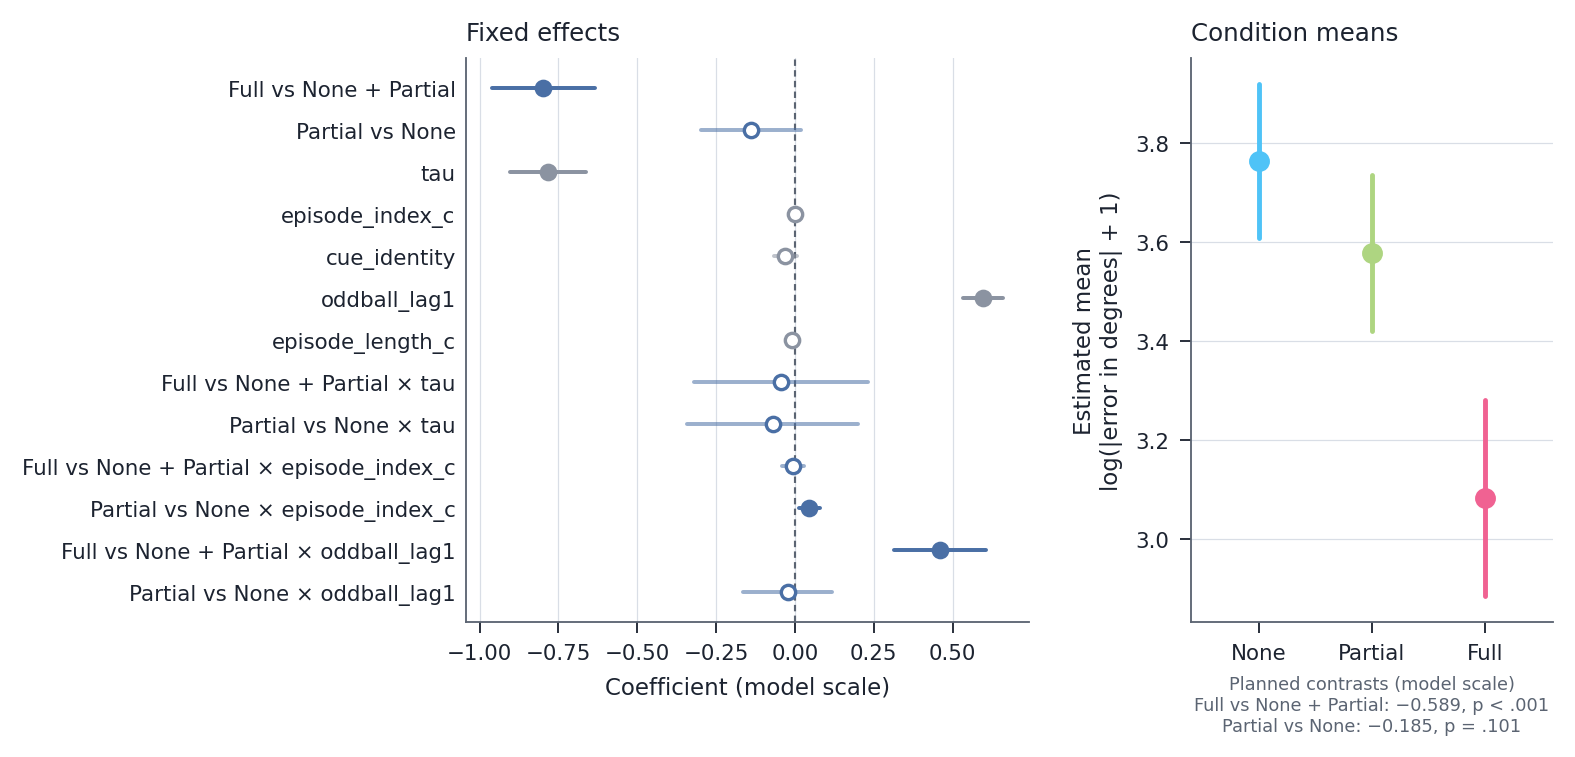 Fixed effects
Full vs None + Partial
Partial vs None
tau
episode_index_c
cue_identity
oddball_lag1
episode_length_c
Full vs None + Partial × tau
Partial vs None × tau
Full vs None + Partial × episode_index_c
Partial vs None × episode_index_c
Full vs None + Partial × oddball_lag1
Partial vs None × oddball_lag1
−1.00 −0.75 −0.50 −0.25 0.00 0.25 0.50
Coefficient (model scale)
Condition means
Estimated mean
log(|error in degrees| + 1)
3.8
3.6
3.4
3.2
3.0
None Partial Full
Planned contrasts (model scale)
Full vs None + Partial: −0.589, p < .001
Partial vs None: −0.185, p = .101